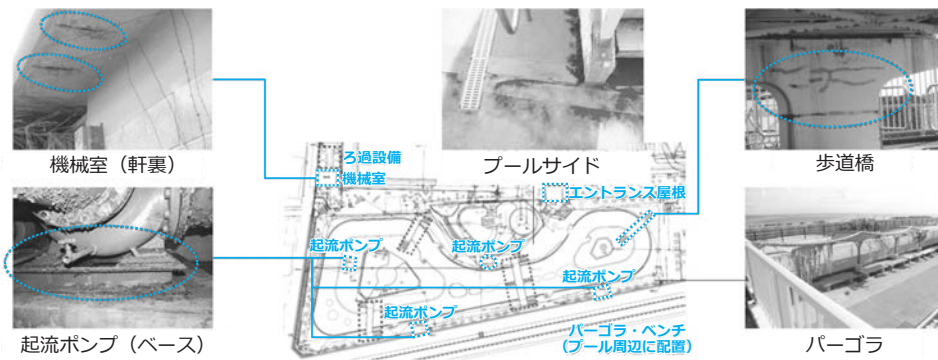 機械室（軒裏）
プールサイド
歩道橋
ろ過設備
機械室
エントランス屋根
起流ポンプ
起流ポンプ
起流ポンプ
起流ポンプ
パーゴラ・ベンチ
（プール周辺に配置）
起流ポンプ（ベース）
パーゴラ